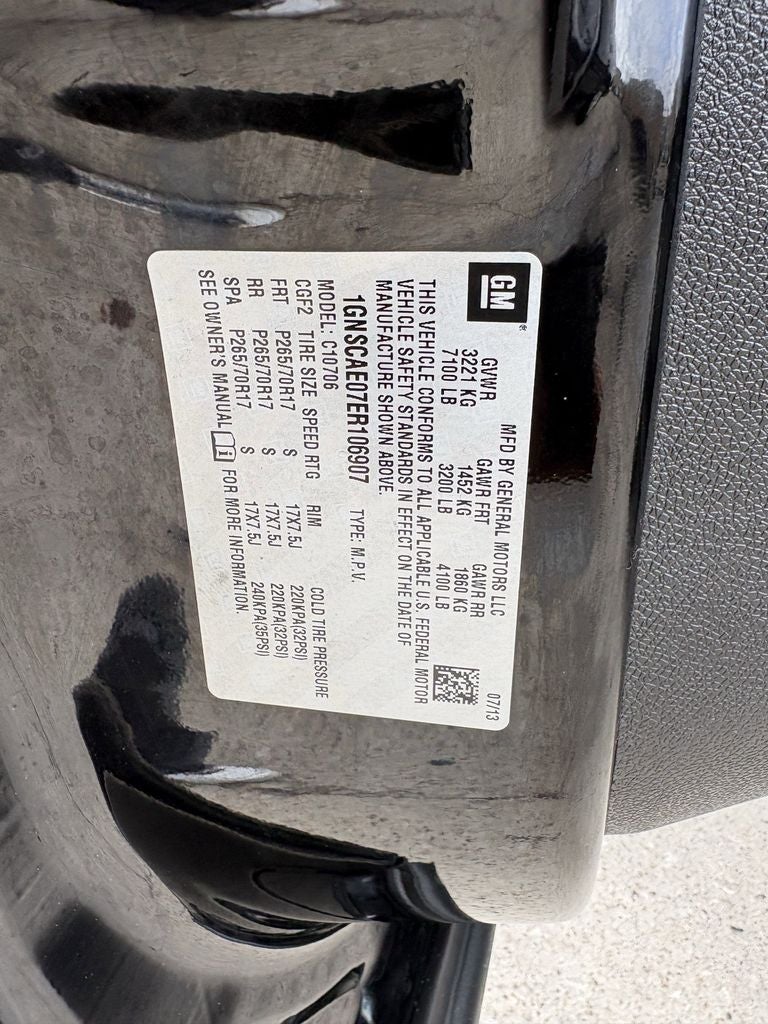 GM
MFD BY GENERAL MOTORS LLC 07/13
GVWR GAWR FRT GAWR RR
3221 KG 1452 KG 1860 KG
7100 LB 3200 LB 4100 LB
THIS VEHICLE CONFORMS TO ALL APPLICABLE U.S. FEDERAL MOTOR
VEHICLE SAFETY STANDARDS IN EFFECT ON THE DATE OF
MANUFACTURE SHOWN ABOVE.
1GNSCAE07ER106907 TYPE: M.P.V.
MODEL: C10706
CGF2 TIRE SIZE SPEED RTG RIM COLD TIRE PRESSURE
FRT P265/70R17 S 17X7.5J 220KPA(32PSI)
RR P265/70R17 S 17X7.5J 220KPA(32PSI)
SPA P265/70R17 S 17X7.5J 240KPA(35PSI)
SEE OWNER'S MANUAL FOR MORE INFORMATION.